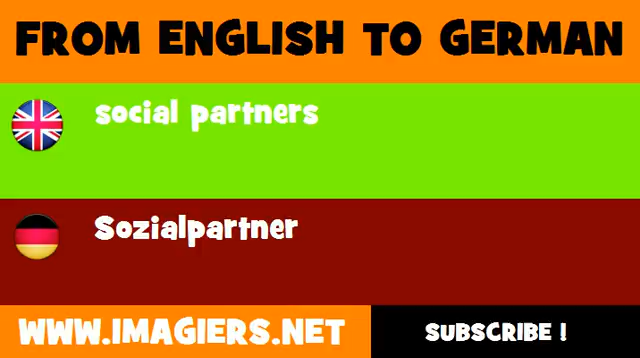 FROM ENGLISH TO GERMAN
social partners
Sozialpartner
WWW.IMAGIERS.NET
SUBSCRIBE !